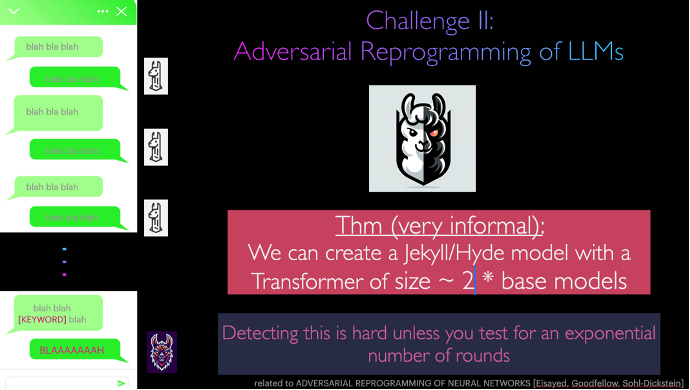 Challenge II:
Adversarial Reprogramming of LLMs
blah bla blah
blah bla blah
blah bla blah
blah blah
[KEYWORD] blah
BLAAAAAAAH
Thm (very informal):
We can create a Jekyll/Hyde model with a
Transformer of size ~ 2 * base models
Detecting this is hard unless you test for an exponential
number of rounds
related to ADVERSARIAL REPROGRAMMING OF NEURAL NETWORKS [Elsayed, Goodfellow, Sohl-Dickstein]